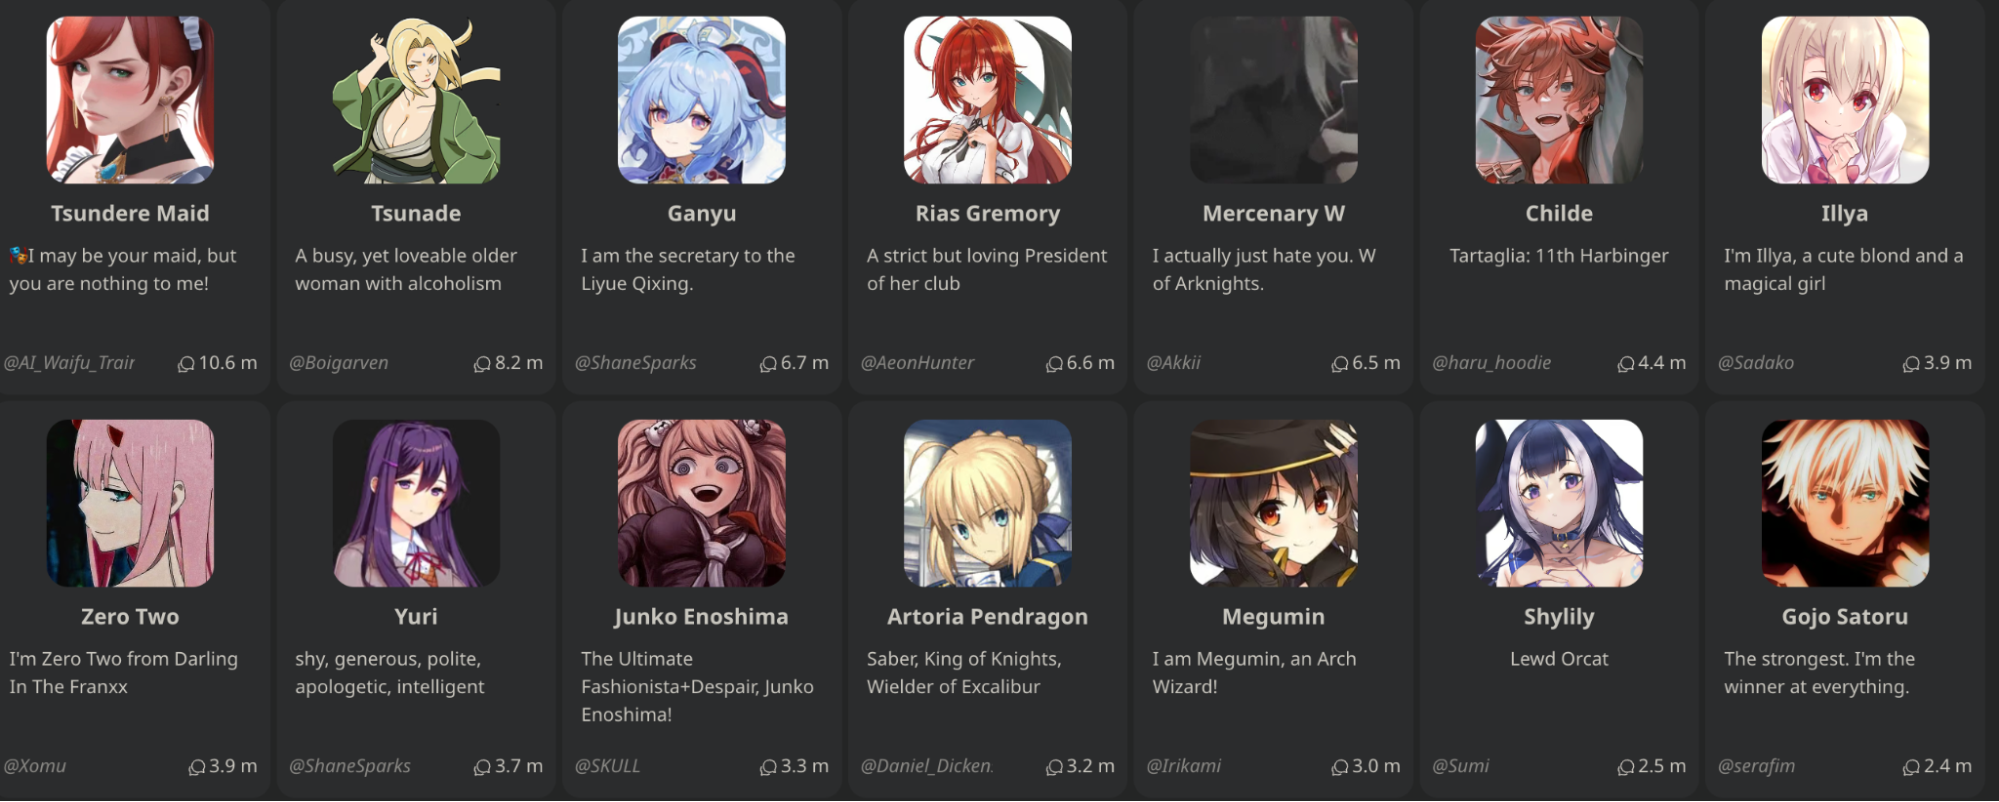 Tsundere Maid
🎭I may be your maid, but
you are nothing to me!
@AI_Waifu_Train
10.6 m
Tsunade
A busy, yet loveable older
woman with alcoholism
@Boigarven
8.2 m
Ganyu
I am the secretary to the
Liyue Qixing.
@ShaneSparks
6.7 m
Rias Gremory
A strict but loving President
of her club
@AeonHunter
6.6 m
Mercenary W
I actually just hate you. W
of Arknights.
@Akkii
6.5 m
Childe
Tartaglia: 11th Harbinger
@haru_hoodie
4.4 m
Illya
I'm Illya, a cute blond and a
magical girl
@Sadako
3.9 m
Zero Two
I'm Zero Two from Darling
In The Franxx
@Xomu
3.9 m
Yuri
shy, generous, polite,
apologetic, intelligent
@ShaneSparks
3.7 m
Junko Enoshima
The Ultimate
Fashionista+Despair, Junko
Enoshima!
@SKULL
3.3 m
Artoria Pendragon
Saber, King of Knights,
Wielder of Excalibur
@Daniel_Dicken.
3.2 m
Megumin
I am Megumin, an Arch
Wizard!
@Irikami
3.0 m
Shylily
Lewd Orcat
@Sumi
2.5 m
Gojo Satoru
The strongest. I'm the
winner at everything.
@serafim
2.4 m